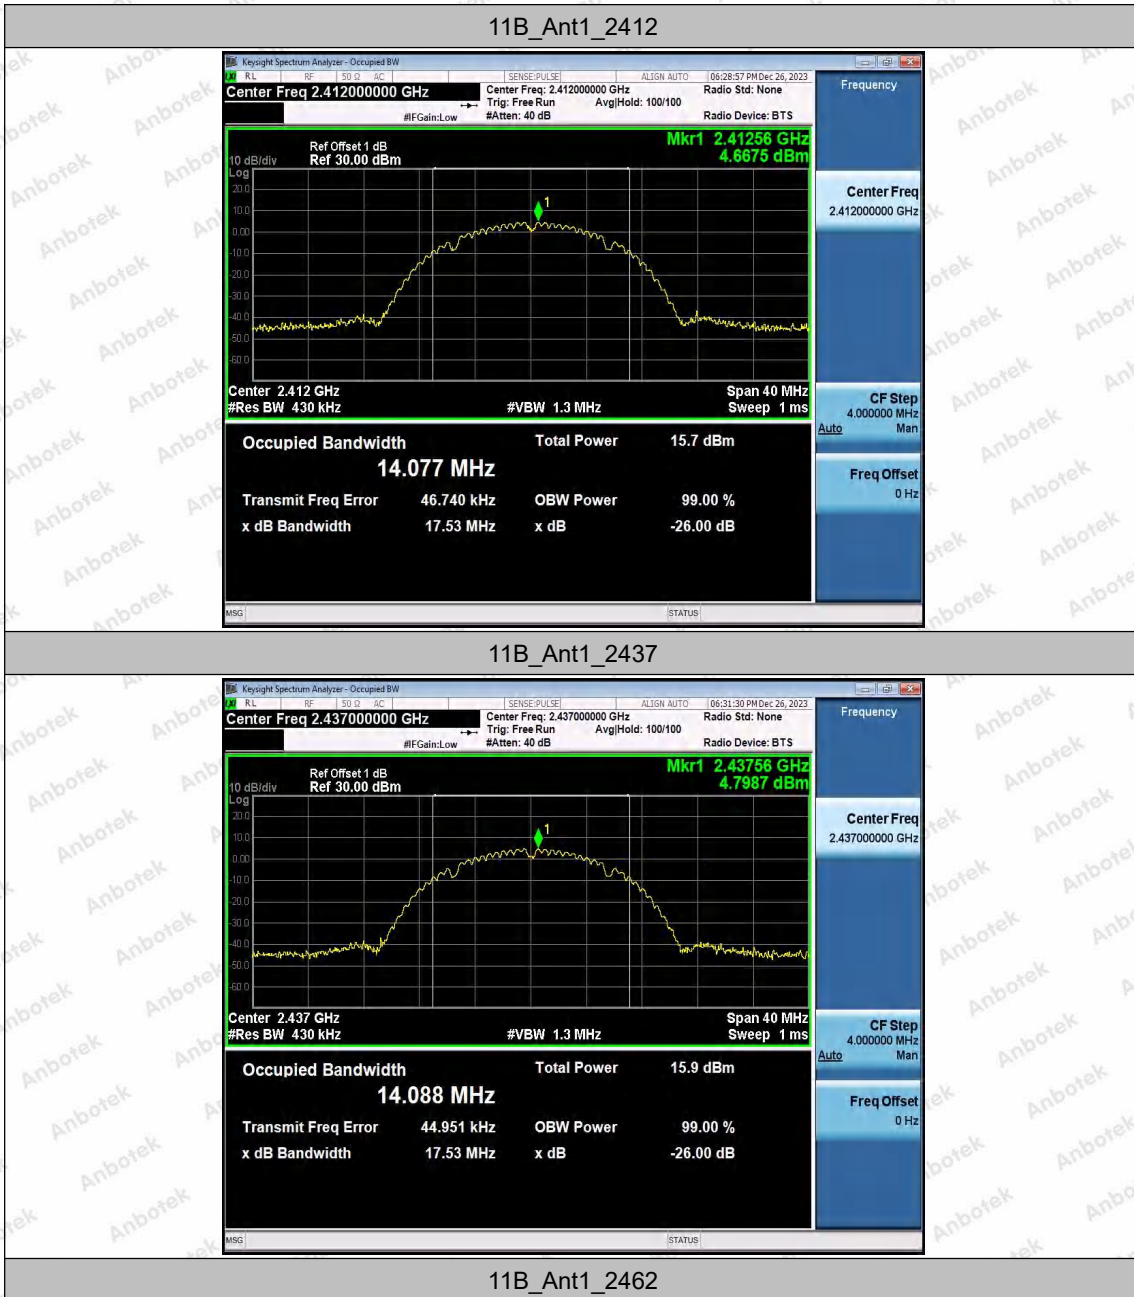 11B_Ant1_2412
Keysight Spectrum Analyzer - Occupied BW
RL RF 50 Ω AC SENSE:PULSE ALIGN AUTO 06:28:57 PM Dec 26, 2023
Center Freq 2.412000000 GHz Center Freq: 2.412000000 GHz Radio Std: None Frequency
Trig: Free Run Avg|Hold: 100/100
#IFGain:Low #Atten: 40 dB Radio Device: BTS
Mkr1 2.41256 GHz
4.6675 dBm
Ref Offset 1 dB
10 dB/div Ref 30.00 dBm
Log
20.0
10.0
0.00
-10.0
-20.0
-30.0
-40.0
-50.0
-60.0
1
Center Freq
2.412000000 GHz
Center 2.412 GHz Span 40 MHz
#Res BW 430 kHz #VBW 1.3 MHz Sweep 1 ms
CF Step
4.000000 MHz
Auto Man
Occupied Bandwidth Total Power 15.7 dBm
14.077 MHz
Freq Offset
0 Hz
Transmit Freq Error 46.740 kHz OBW Power 99.00 %
x dB Bandwidth 17.53 MHz x dB -26.00 dB
MSG STATUS
11B_Ant1_2437
Keysight Spectrum Analyzer - Occupied BW
RL RF 50 Ω AC SENSE:PULSE ALIGN AUTO 06:31:30 PM Dec 26, 2023
Center Freq 2.437000000 GHz Center Freq: 2.437000000 GHz Radio Std: None Frequency
Trig: Free Run Avg|Hold: 100/100
#IFGain:Low #Atten: 40 dB Radio Device: BTS
Mkr1 2.43756 GHz
4.7987 dBm
Ref Offset 1 dB
10 dB/div Ref 30.00 dBm
Log
20.0
10.0
0.00
-10.0
-20.0
-30.0
-40.0
-50.0
-60.0
1
Center Freq
2.437000000 GHz
Center 2.437 GHz Span 40 MHz
#Res BW 430 kHz #VBW 1.3 MHz Sweep 1 ms
CF Step
4.000000 MHz
Auto Man
Occupied Bandwidth Total Power 15.9 dBm
14.088 MHz
Freq Offset
0 Hz
Transmit Freq Error 44.951 kHz OBW Power 99.00 %
x dB Bandwidth 17.53 MHz x dB -26.00 dB
MSG STATUS
11B_Ant1_2462